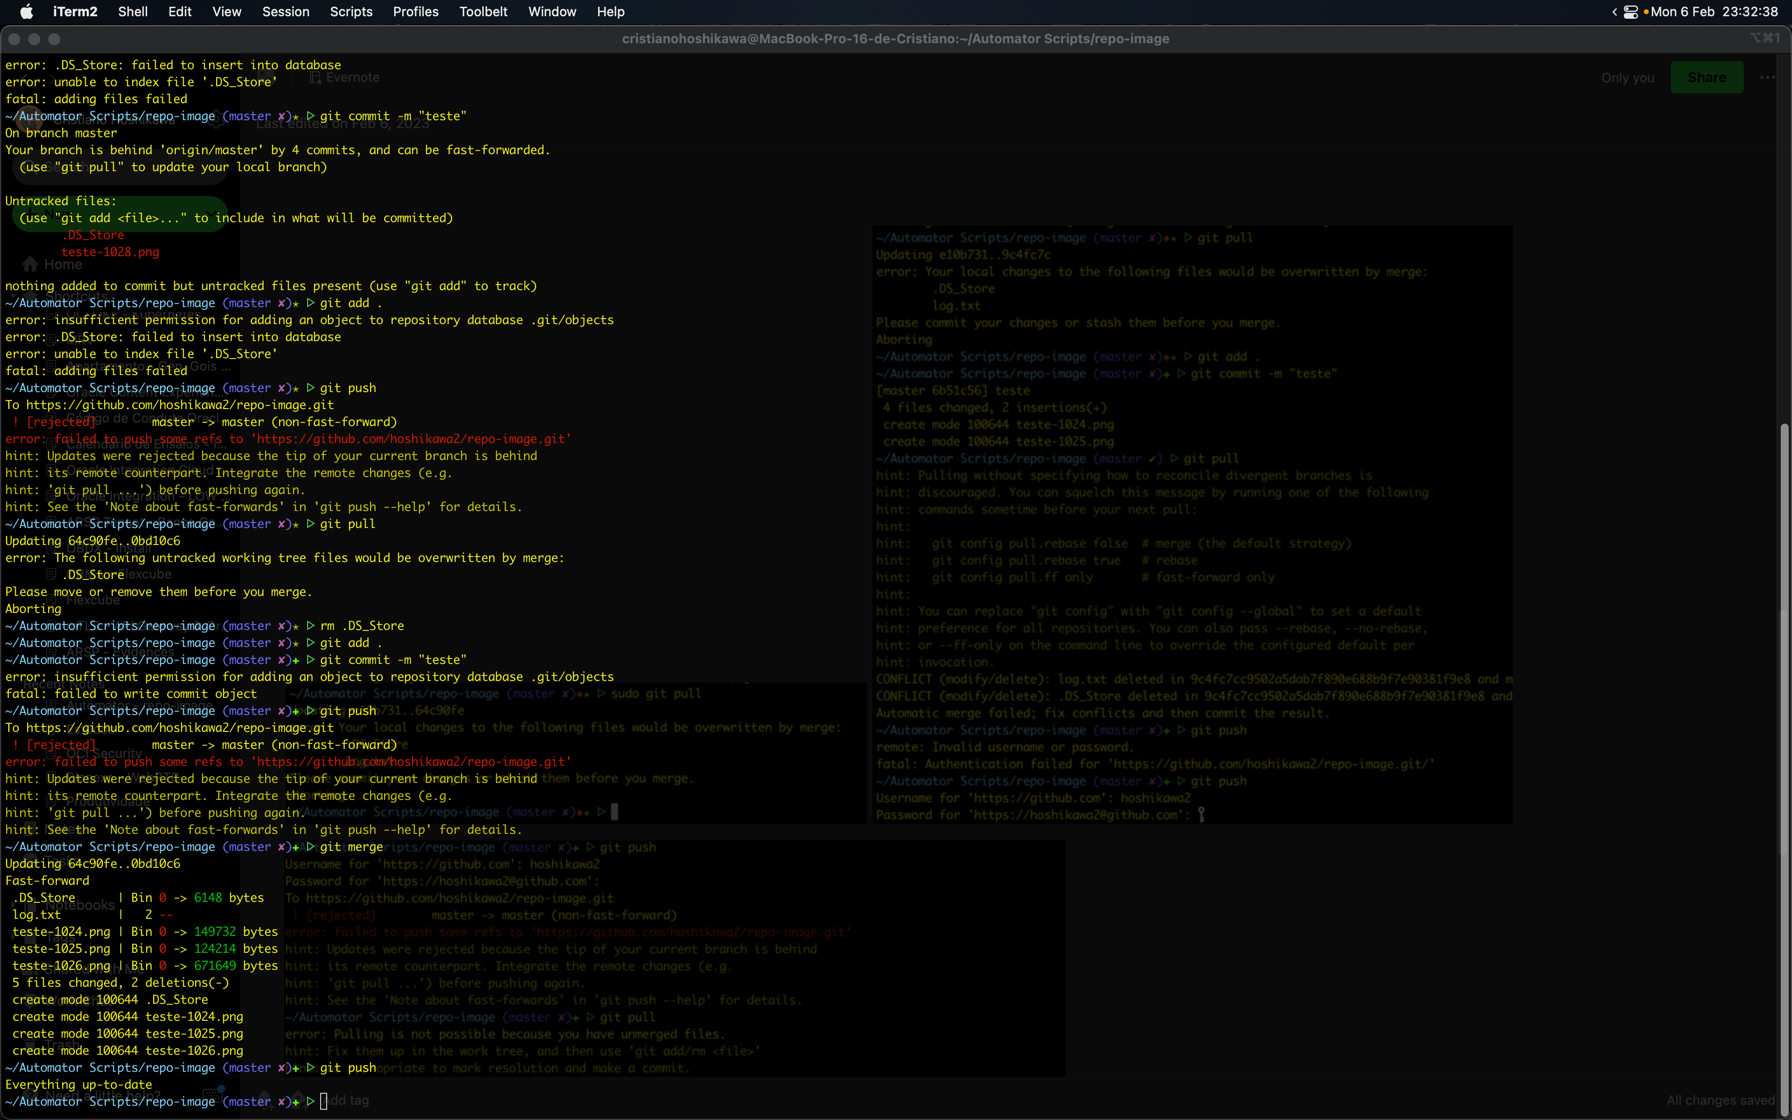 iTerm2 Shell Edit View Session Scripts Profiles Toolbelt Window Help
Mon 6 Feb 23:32:38
cristianohoshikawa@MacBook-Pro-16-de-Cristiano:~/Automator Scripts/repo-image
⌥⌘1
error: .DS_Store: failed to insert into database
error: unable to index file '.DS_Store'
fatal: adding files failed
~/Automator Scripts/repo-image (master ✘)★ ▷ git commit -m "teste"
On branch master
Your branch is behind 'origin/master' by 4 commits, and can be fast-forwarded.
(use "git pull" to update your local branch)
Untracked files:
(use "git add <file>..." to include in what will be committed)
.DS_Store
teste-1028.png
nothing added to commit but untracked files present (use "git add" to track)
~/Automator Scripts/repo-image (master ✘)★ ▷ git add .
error: insufficient permission for adding an object to repository database .git/objects
error: .DS_Store: failed to insert into database
error: unable to index file '.DS_Store'
fatal: adding files failed
~/Automator Scripts/repo-image (master ✘)★ ▷ git push
To https://github.com/hoshikawa2/repo-image.git
! [rejected] master -> master (non-fast-forward)
error: failed to push some refs to 'https://github.com/hoshikawa2/repo-image.git'
hint: Updates were rejected because the tip of your current branch is behind
hint: its remote counterpart. Integrate the remote changes (e.g.
hint: 'git pull ...') before pushing again.
hint: See the 'Note about fast-forwards' in 'git push --help' for details.
~/Automator Scripts/repo-image (master ✘)★ ▷ git pull
Updating 64c90fe..0bd10c6
error: The following untracked working tree files would be overwritten by merge:
.DS_Store
Please move or remove them before you merge.
Aborting
~/Automator Scripts/repo-image (master ✘)★ ▷ rm .DS_Store
~/Automator Scripts/repo-image (master ✘)★ ▷ git add .
~/Automator Scripts/repo-image (master ✘)✚ ▷ git commit -m "teste"
error: insufficient permission for adding an object to repository database .git/objects
fatal: failed to write commit object
~/Automator Scripts/repo-image (master ✘)✚ ▷ git push
To https://github.com/hoshikawa2/repo-image.git
! [rejected] master -> master (non-fast-forward)
error: failed to push some refs to 'https://github.com/hoshikawa2/repo-image.git'
hint: Updates were rejected because the tip of your current branch is behind
hint: its remote counterpart. Integrate the remote changes (e.g.
hint: 'git pull ...') before pushing again.
hint: See the 'Note about fast-forwards' in 'git push --help' for details.
~/Automator Scripts/repo-image (master ✘)✚ ▷ git merge
Updating 64c90fe..0bd10c6
Fast-forward
.DS_Store | Bin 0 -> 6148 bytes
log.txt | 2 --
teste-1024.png | Bin 0 -> 149732 bytes
teste-1025.png | Bin 0 -> 124214 bytes
teste-1026.png | Bin 0 -> 671649 bytes
5 files changed, 2 deletions(-)
create mode 100644 .DS_Store
create mode 100644 teste-1024.png
create mode 100644 teste-1025.png
create mode 100644 teste-1026.png
~/Automator Scripts/repo-image (master ✘)✚ ▷ git push
Everything up-to-date
~/Automator Scripts/repo-image (master ✘)✚ ▷
Evernote
Only you
Share
Last edited on Feb 6, 2023
Home
Flexcube
OCI Security
Produtividade
Notebooks
Need a little help?
Add tag
All changes saved
~/Automator Scripts/repo-image (master ✘)✚★ ▷ git pull
Updating e10b731..9c4fc7c
error: Your local changes to the following files would be overwritten by merge:
.DS_Store
log.txt
Please commit your changes or stash them before you merge.
Aborting
~/Automator Scripts/repo-image (master ✘)✚★ ▷ git add .
~/Automator Scripts/repo-image (master ✘)✚ ▷ git commit -m "teste"
[master 6b51c56] teste
4 files changed, 2 insertions(+)
create mode 100644 teste-1024.png
create mode 100644 teste-1025.png
~/Automator Scripts/repo-image (master ✔) ▷ git pull
hint: Pulling without specifying how to reconcile divergent branches is
hint: discouraged. You can squelch this message by running one of the following
hint: commands sometime before your next pull:
hint:
hint: git config pull.rebase false # merge (the default strategy)
hint: git config pull.rebase true # rebase
hint: git config pull.ff only # fast-forward only
hint:
hint: You can replace "git config" with "git config --global" to set a default
hint: preference for all repositories. You can also pass --rebase, --no-rebase,
hint: or --ff-only on the command line to override the configured default per
hint: invocation.
CONFLICT (modify/delete): log.txt deleted in 9c4fc7cc9502a5dab7f890e688b9f7e90381f9e8 and m
CONFLICT (modify/delete): .DS_Store deleted in 9c4fc7cc9502a5dab7f890e688b9f7e90381f9e8 and
Automatic merge failed; fix conflicts and then commit the result.
~/Automator Scripts/repo-image (master ✘)✚ ▷ git push
remote: Invalid username or password.
fatal: Authentication failed for 'https://github.com/hoshikawa2/repo-image.git/'
~/Automator Scripts/repo-image (master ✘)✚ ▷ git push
Username for 'https://github.com': hoshikawa2
Password for 'https://hoshikawa2@github.com':
~/Automator Scripts/repo-image (master ✘)✚★ ▷ sudo git pull
Your local changes to the following files would be overwritten by merge:
them before you merge.
~/Automator Scripts/repo-image (master ✘)✚★ ▷
(master ✘)✚ ▷ git push
Username for 'https://github.com': hoshikawa2
Password for 'https://hoshikawa2@github.com':
To https://github.com/hoshikawa2/repo-image.git
! [rejected] master -> master (non-fast-forward)
error: failed to push some refs to 'https://github.com/hoshikawa2/repo-image.git'
hint: Updates were rejected because the tip of your current branch is behind
hint: its remote counterpart. Integrate the remote changes (e.g.
hint: 'git pull ...') before pushing again.
hint: See the 'Note about fast-forwards' in 'git push --help' for details.
~/Automator Scripts/repo-image (master ✘)✚ ▷ git pull
error: Pulling is not possible because you have unmerged files.
hint: Fix them up in the work tree, and then use 'git add/rm <file>'
to mark resolution and make a commit.